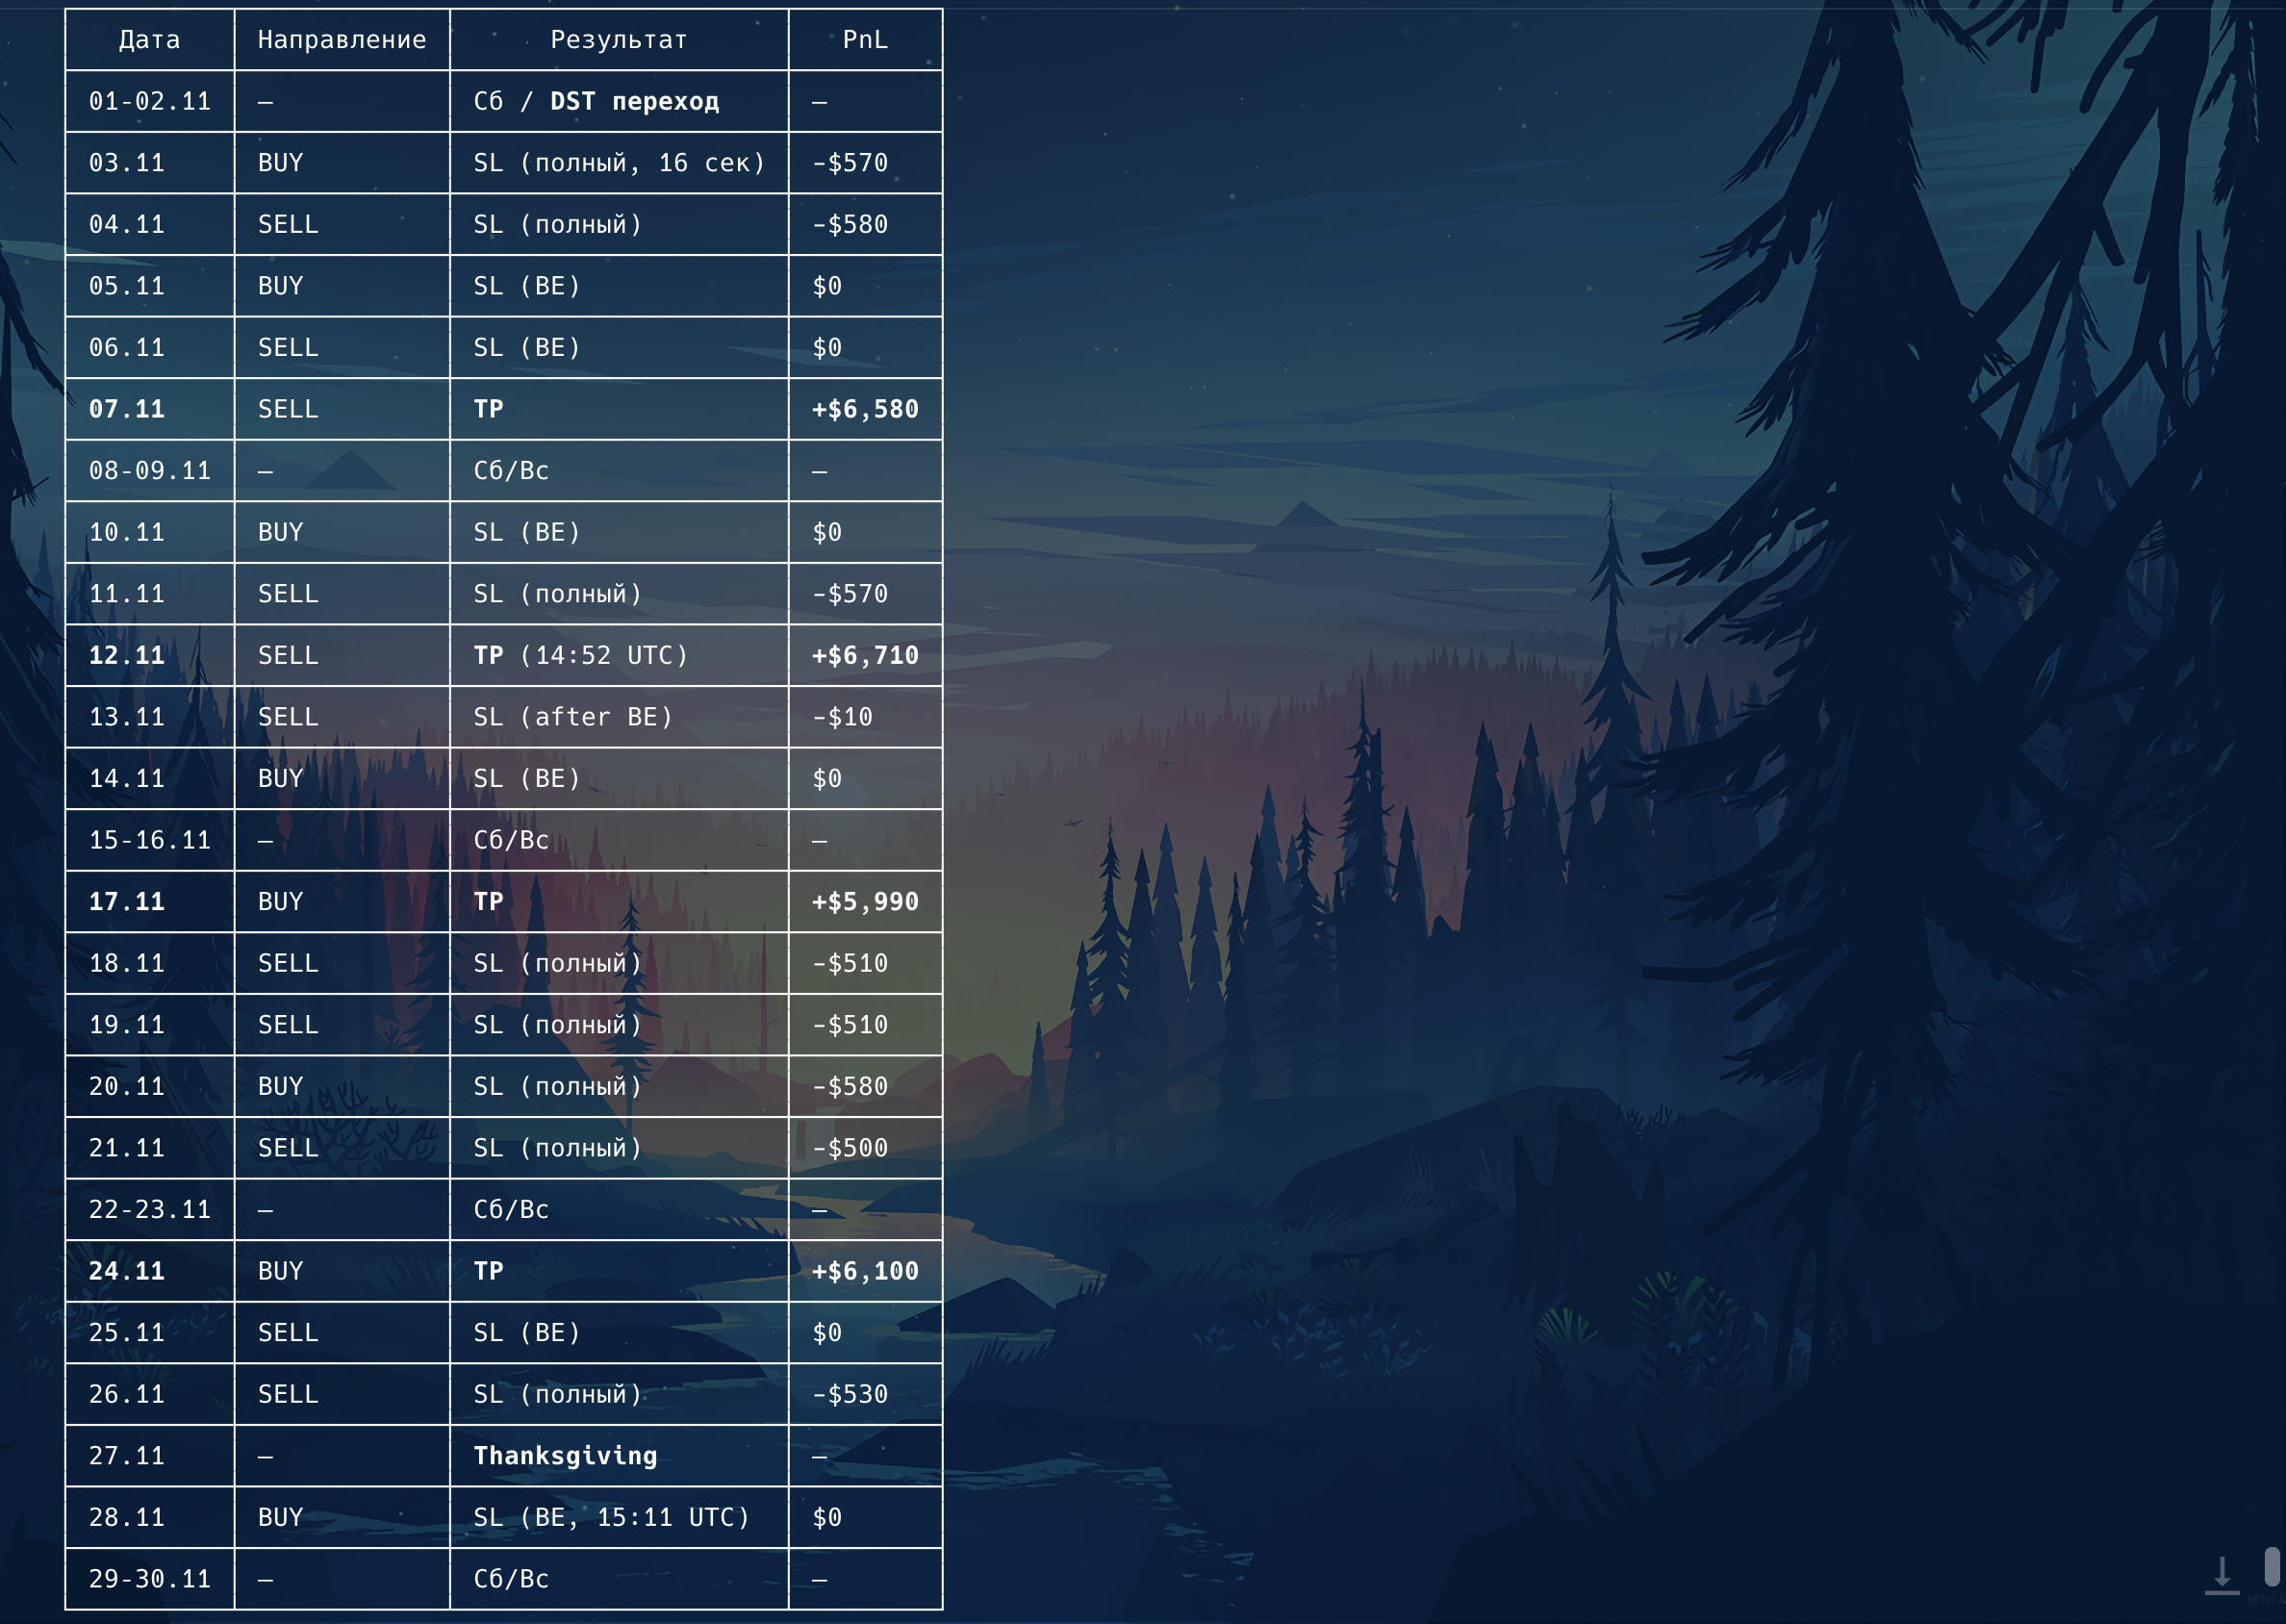 Дата Направление Результат PnL
01-02.11 — Сб / DST переход —
03.11 BUY SL (полный, 16 сек) -$570
04.11 SELL SL (полный) -$580
05.11 BUY SL (BE) $0
06.11 SELL SL (BE) $0
07.11 SELL TP +$6,580
08-09.11 — Сб/Вс —
10.11 BUY SL (BE) $0
11.11 SELL SL (полный) -$570
12.11 SELL TP (14:52 UTC) +$6,710
13.11 SELL SL (after BE) -$10
14.11 BUY SL (BE) $0
15-16.11 — Сб/Вс —
17.11 BUY TP +$5,990
18.11 SELL SL (полный) -$510
19.11 SELL SL (полный) -$510
20.11 BUY SL (полный) -$580
21.11 SELL SL (полный) -$500
22-23.11 — Сб/Вс —
24.11 BUY TP +$6,100
25.11 SELL SL (BE) $0
26.11 SELL SL (полный) -$530
27.11 — Thanksgiving —
28.11 BUY SL (BE, 15:11 UTC) $0
29-30.11 — Сб/Вс —